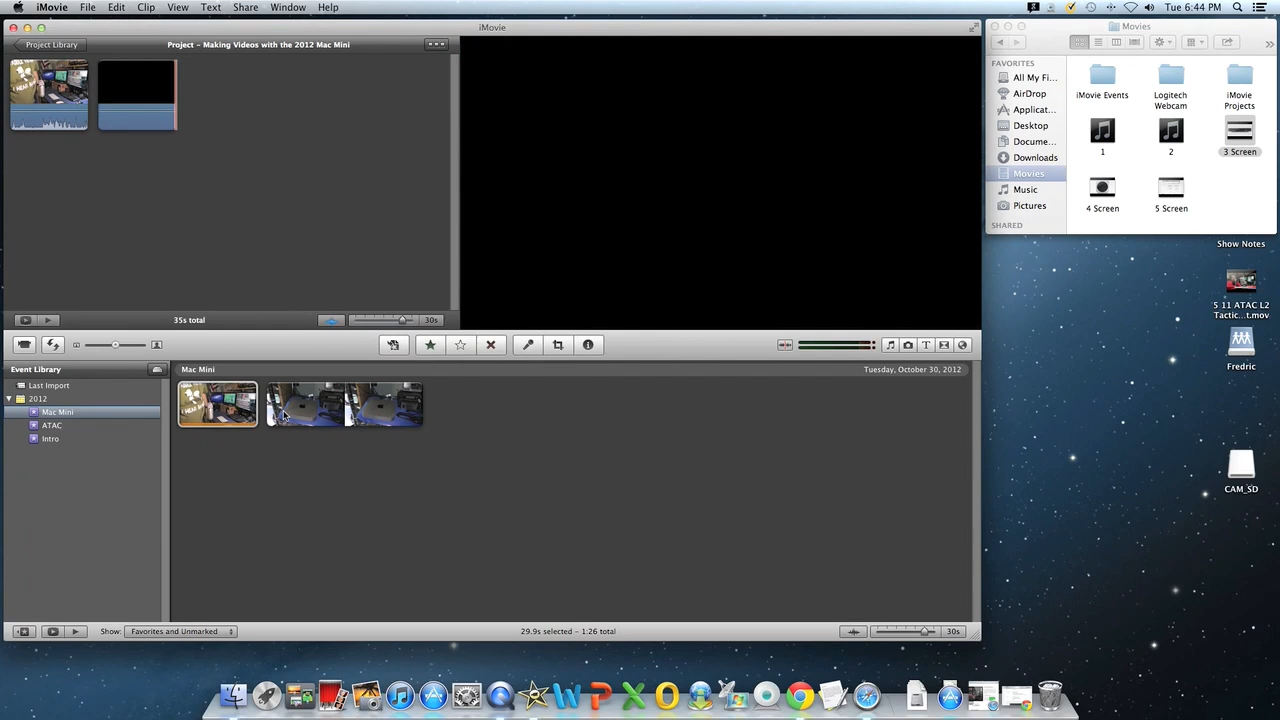 iMovie File Edit Clip View Text Share Window Help
Tue 6:44 PM
iMovie
Project Library
Project - Making Videos with the 2012 Mac Mini
35s total
30s
Event Library
Last Import
2012
Mac Mini
ATAC
Intro
Mac Mini
Tuesday, October 30, 2012
Show:
Favorites and Unmarked
29.9s selected - 1:26 total
30s
Movies
FAVORITES
All My Fi...
AirDrop
Applicat...
Desktop
Docume...
Downloads
Movies
Music
Pictures
SHARED
iMovie Events
Logitech
Webcam
iMovie
Projects
1
2
3 Screen
4 Screen
5 Screen
Show Notes
5 11 ATAC L2
Tactic...t.mov
Fredric
CAM_SD